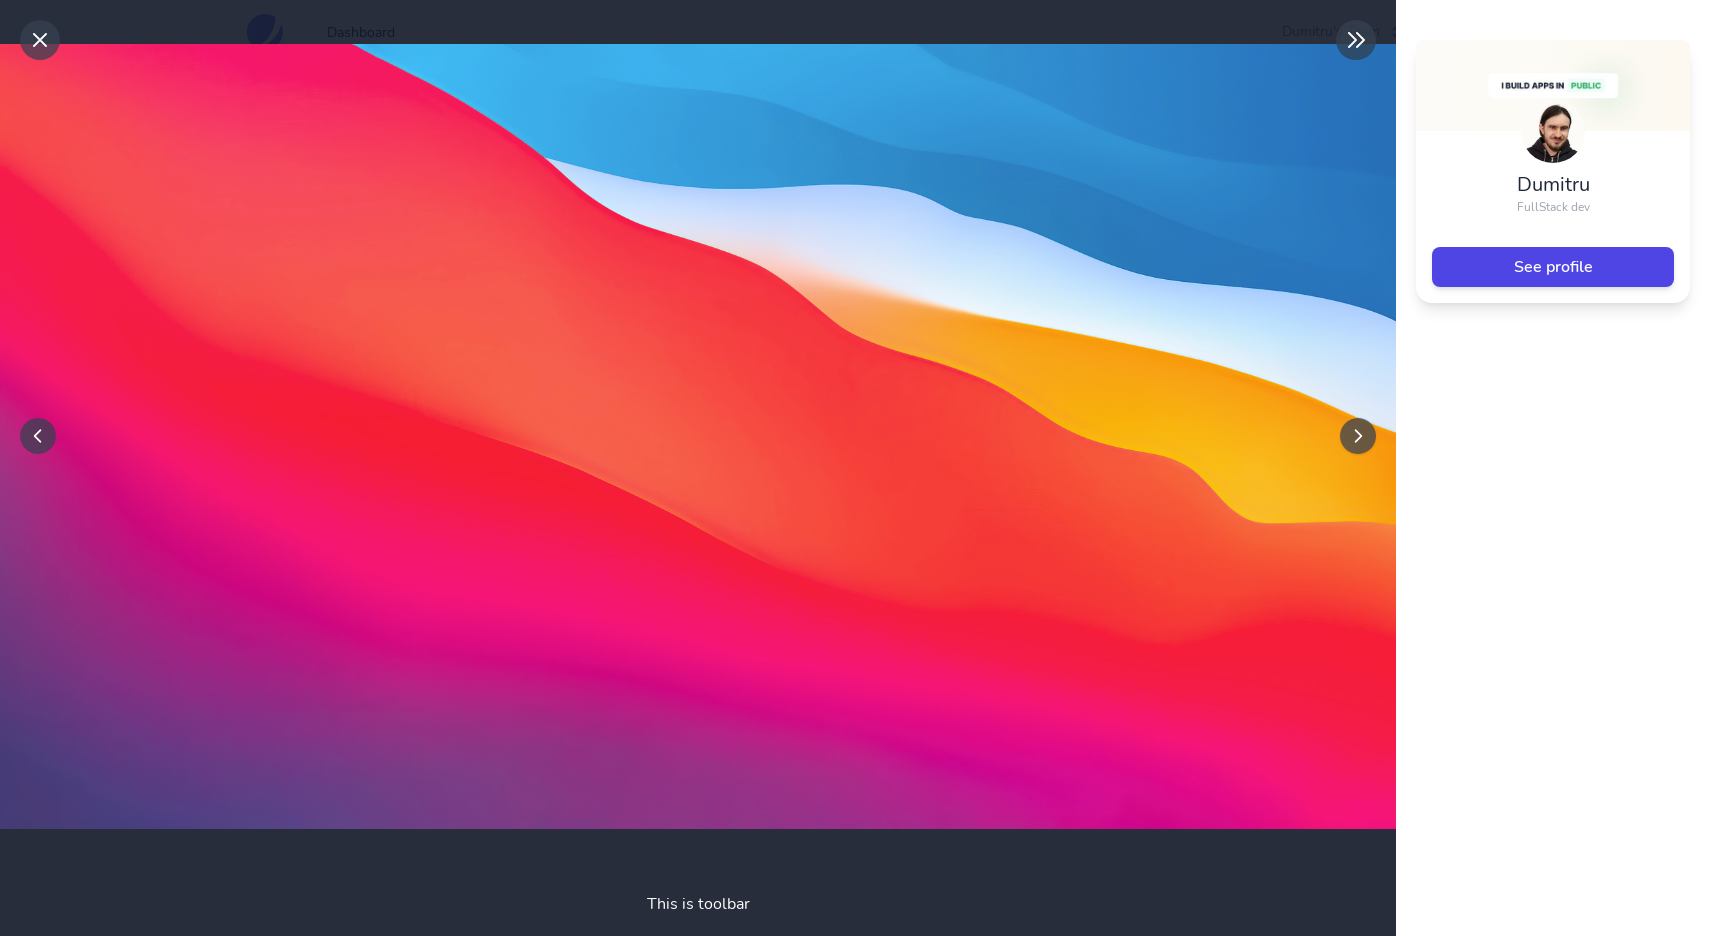 Dashboard
Dumitru'
I BUILD APPS IN PUBLIC
Dumitru
FullStack dev
See profile
This is toolbar